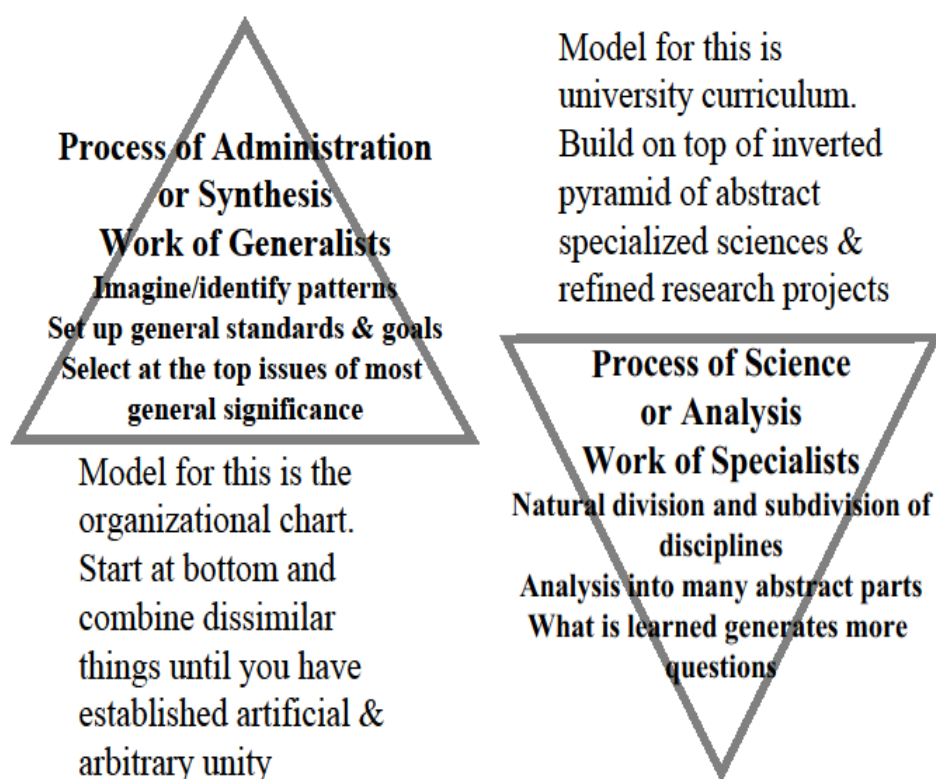 Process of Administration
or Synthesis
Work of Generalists
Imagine/identify patterns
Set up general standards & goals
Select at the top issues of most
general significance
Model for this is the
organizational chart.
Start at bottom and
combine dissimilar
things until you have
established artificial &
arbitrary unity
Model for this is
university curriculum.
Build on top of inverted
pyramid of abstract
specialized sciences &
refined research projects
Process of Science
or Analysis
Work of Specialists
Natural division and subdivision of
disciplines
Analysis into many abstract parts
What is learned generates more
questions